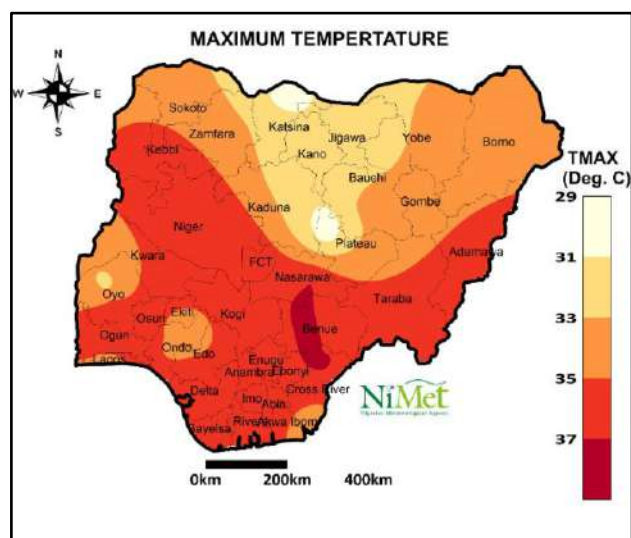 MAXIMUM TEMPERTATURE
N
W E
S
Sokoto
Katsina
Zamfara
Jigawa
Yobe
Borno
Kano
Kebbi
Bauchi
Gombe
Kaduna
Niger
Plateau
Adamawa
Kwara
FCT
Nasarawa
Taraba
Oyo
Osun
Ekiti
Kogi
Benue
Ogun
Ondo
Edo
Enugu
Lagos
Anambra
Ebonyi
Delta
Cross River
Imo
Abia
Bayelsa
Rivers
Akwa Ibom
TMAX
(Deg. C)
29
31
33
35
37
NiMet
0km 200km 400km